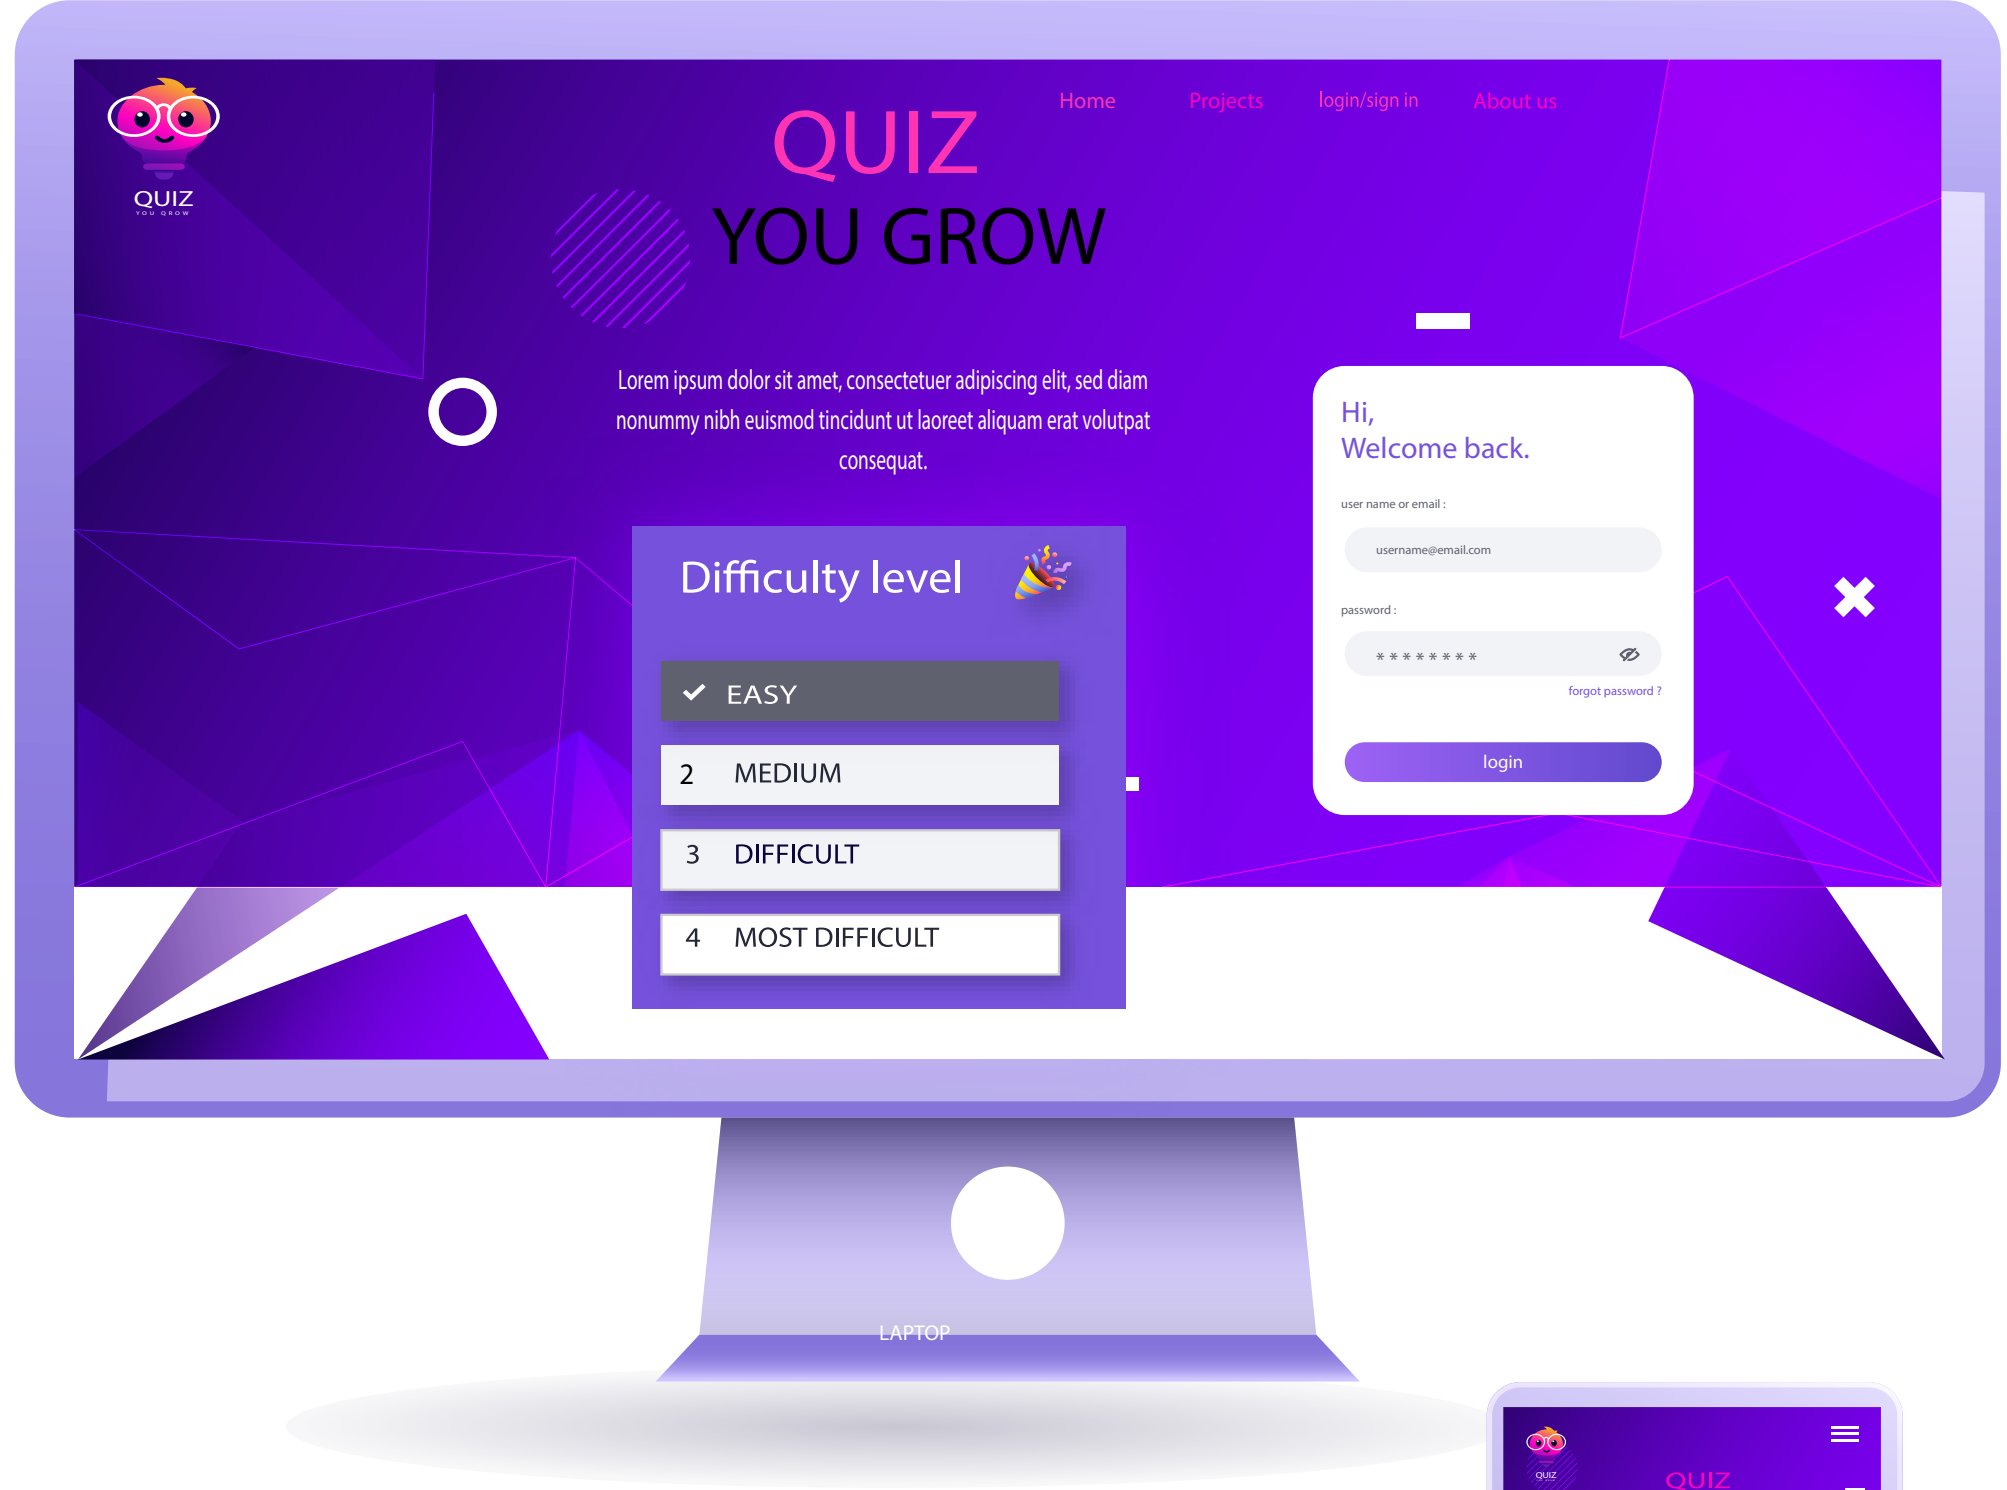 QUIZ
YOU QROW
Home
Projects
login/sign in
About us
QUIZ
YOU GROW
Lorem ipsum dolor sit amet, consectetuer adipiscing elit, sed diam
nonummy nibh euismod tincidunt ut laoreet aliquam erat volutpat
consequat.
Difficulty level
EASY
2 MEDIUM
3 DIFFICULT
4 MOST DIFFICULT
Hi,
Welcome back.
user name or email :
username@email.com
password :
********
forgot password ?
login
LAPTOP
QUIZ
QUIZ